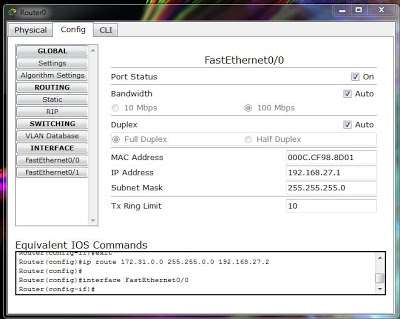 Router0
Physical Config CLI
GLOBAL
Settings
Algorithm Settings
ROUTING
Static
RIP
SWITCHING
VLAN Database
INTERFACE
FastEthernet0/0
FastEthernet0/1
FastEthernet0/0
Port Status On
Bandwidth Auto
10 Mbps 100 Mbps
Duplex Auto
Full Duplex Half Duplex
MAC Address 000C.CF98.8D01
IP Address 192.168.27.1
Subnet Mask 255.255.255.0
Tx Ring Limit 10
Equivalent IOS Commands
Router(config-if)#exit
Router(config)#ip route 172.31.0.0 255.255.0.0 192.168.27.2
Router(config)#
Router(config)#interface FastEthernet0/0
Router(config-if)#